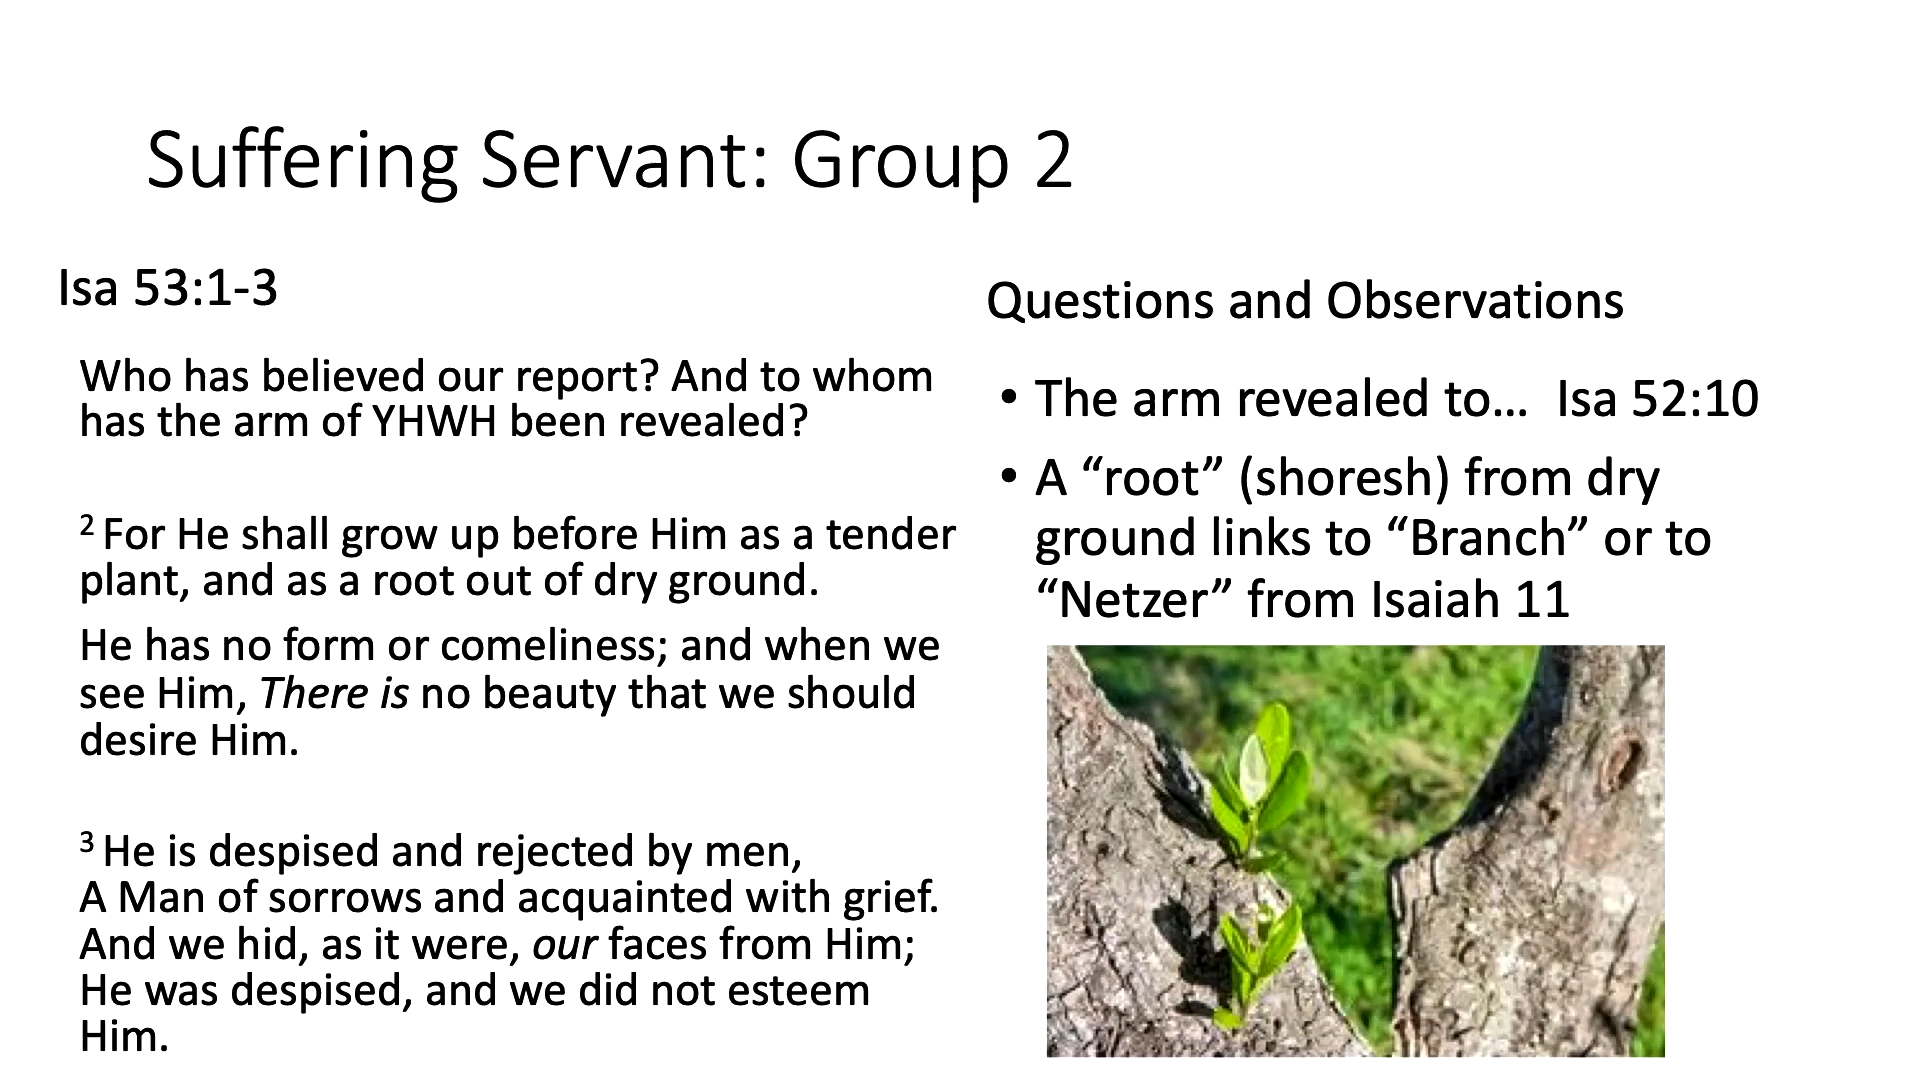 Suffering Servant: Group 2
Isa 53:1-3
Who has believed our report? And to whom
has the arm of YHWH been revealed?
2 For He shall grow up before Him as a tender
plant, and as a root out of dry ground.
He has no form or comeliness; and when we
see Him, There is no beauty that we should
desire Him.
3 He is despised and rejected by men,
A Man of sorrows and acquainted with grief.
And we hid, as it were, our faces from Him;
He was despised, and we did not esteem
Him.
Questions and Observations
• The arm revealed to… Isa 52:10
• A “root” (shoresh) from dry
ground links to “Branch” or to
“Netzer” from Isaiah 11